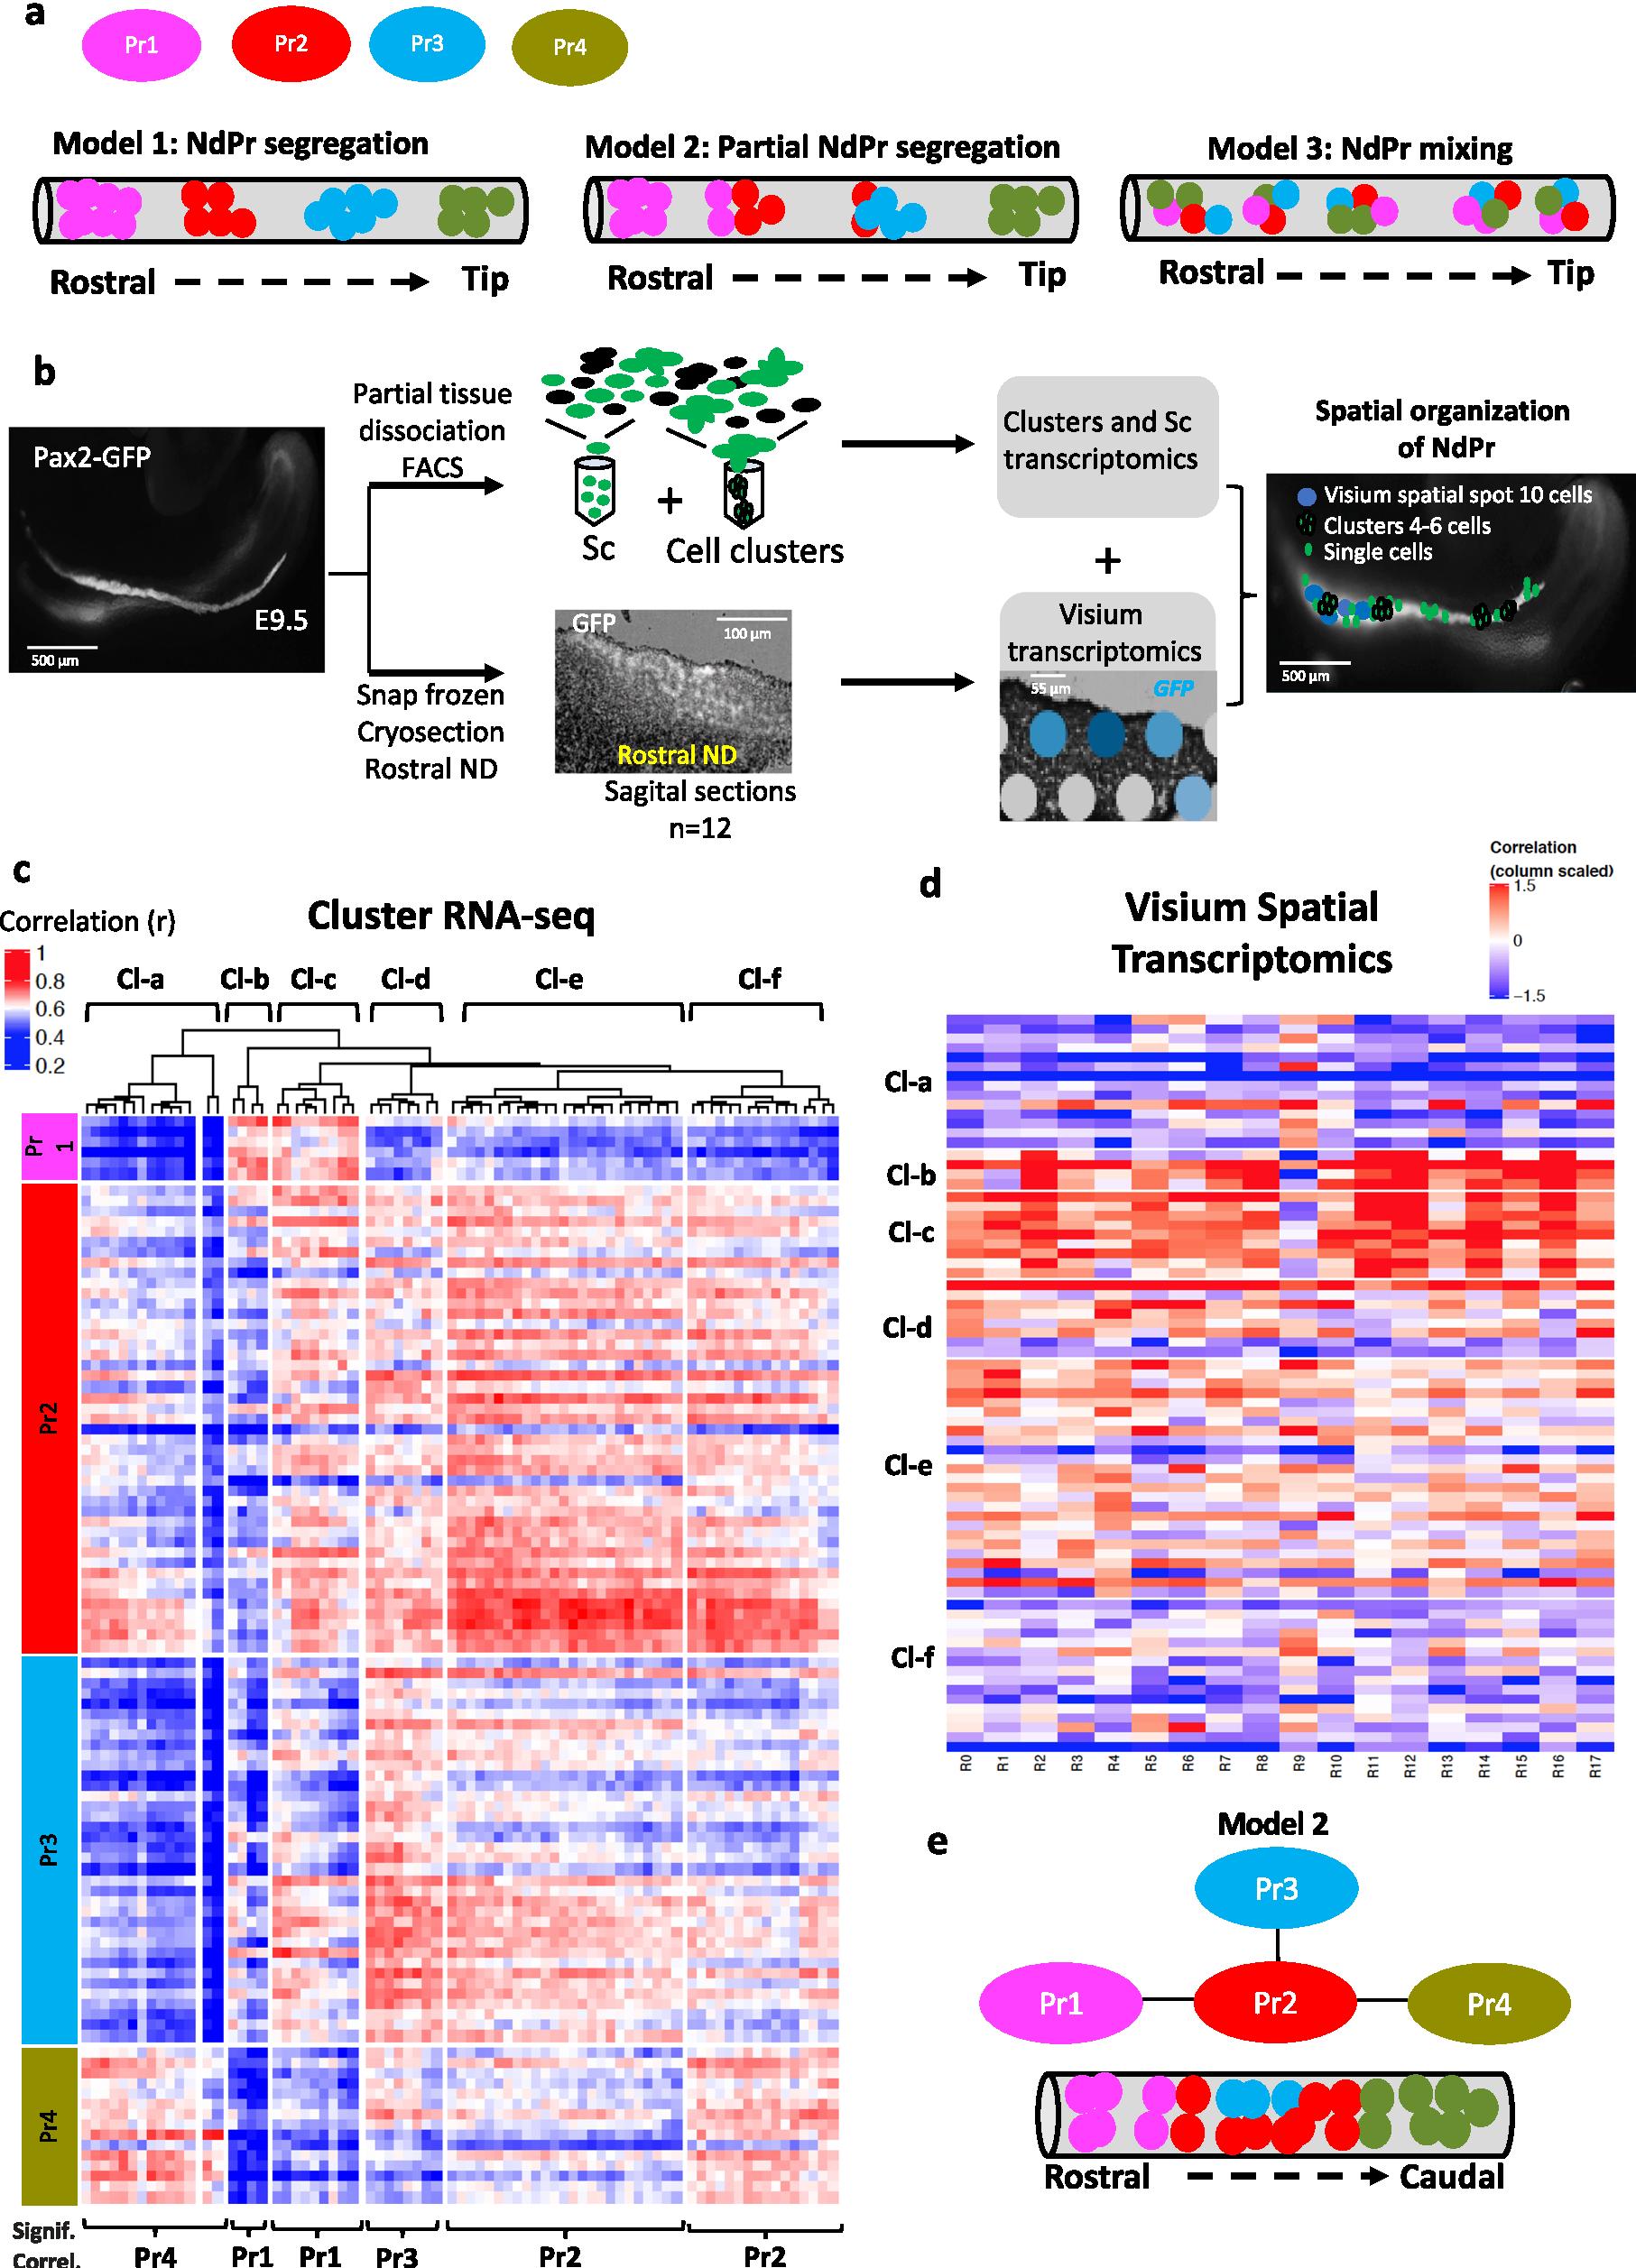 a
Pr1 Pr2 Pr3 Pr4
Model 1: NdPr segregation
Rostral Tip
Model 2: Partial NdPr segregation
Rostral Tip
Model 3: NdPr mixing
Rostral Tip
b
Pax2-GFP
E9.5
500 µm
Partial tissue
dissociation
FACS
Sc
+
Cell clusters
Snap frozen
Cryosection
Rostral ND
GFP
100 µm
Rostral ND
Sagital sections
n=12
Clusters and Sc
transcriptomics
+
Visium
transcriptomics
55 µm
GFP
Spatial organization
of NdPr
Visium spatial spot 10 cells
Clusters 4-6 cells
Single cells
500 µm
c
Cluster RNA-seq
Correlation (r)
1
0.8
0.6
0.4
0.2
Cl-a Cl-b Cl-c Cl-d Cl-e Cl-f
Pr
1
Pr2
Pr3
Pr4
Signif.
Correl.
Pr4 Pr1 Pr1 Pr3 Pr2 Pr2
d
Visium Spatial
Transcriptomics
Correlation
(column scaled)
1.5
0
−1.5
Cl-a
Cl-b
Cl-c
Cl-d
Cl-e
Cl-f
R0 R1 R2 R3 R4 R5 R6 R7 R8 R9 R10 R11 R12 R13 R14 R15 R16 R17
e
Model 2
Pr3
Pr1 Pr2 Pr4
Rostral Caudal